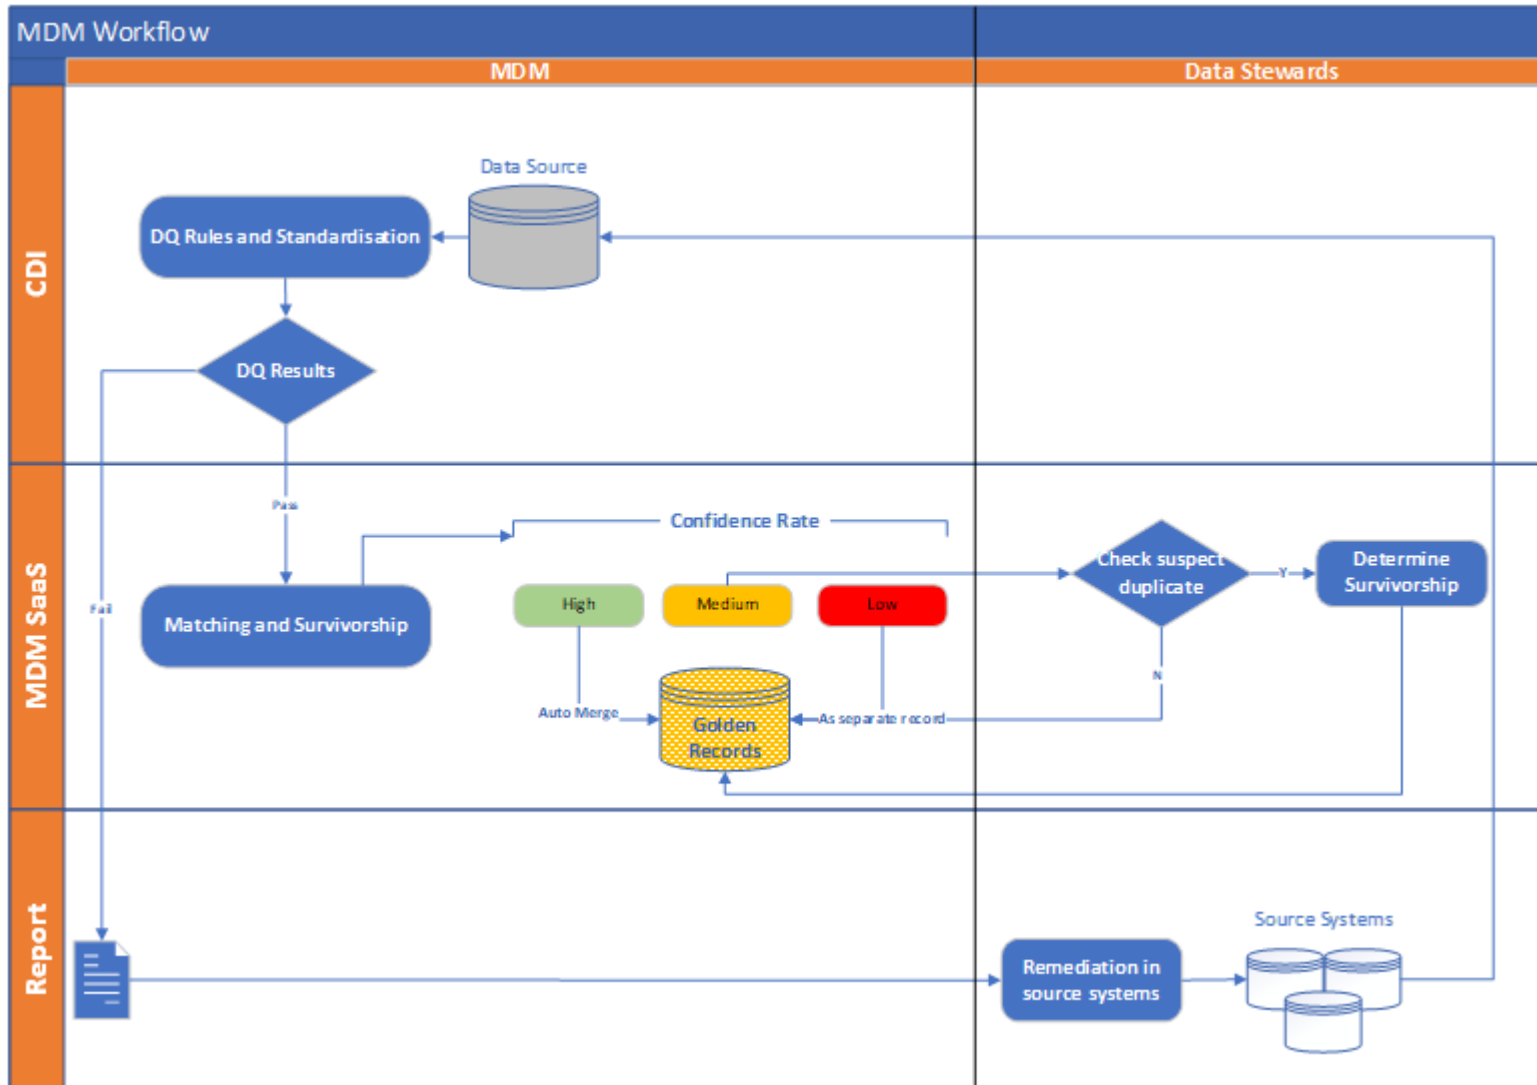 MDM Workflow
MDM
Data Stewards
CDI
Data Source
DQ Rules and Standardisation
DQ Results
MDM SaaS
Pass
Fail
Confidence Rate
Matching and Survivorship
High
Medium
Low
Check suspect
duplicate
Y
Determine
Survivorship
N
Auto Merge
Golden
Records
As separate record
Report
Source Systems
Remediation in
source systems